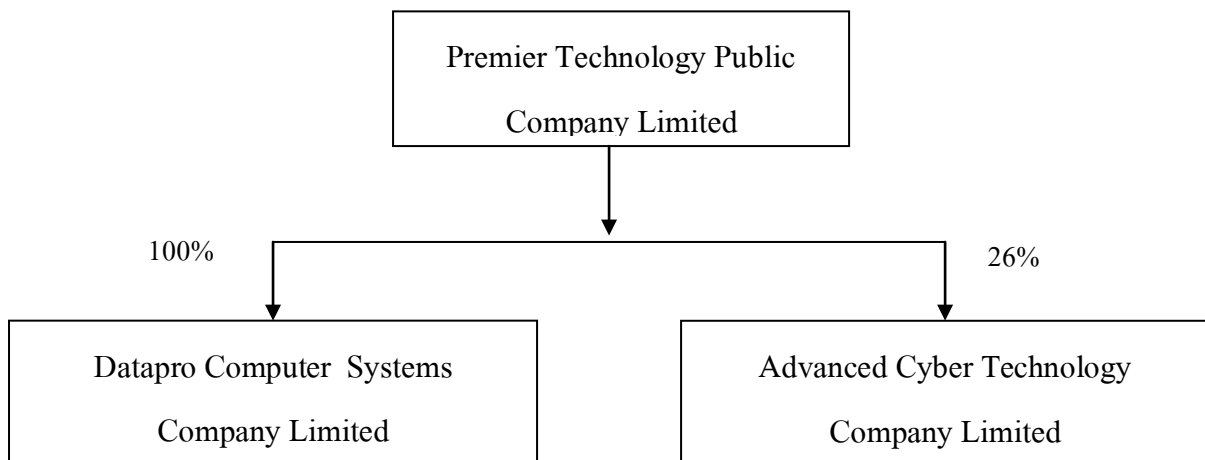 Premier Technology Public
Company Limited
100%
26%
Datapro Computer Systems
Company Limited
Advanced Cyber Technology
Company Limited